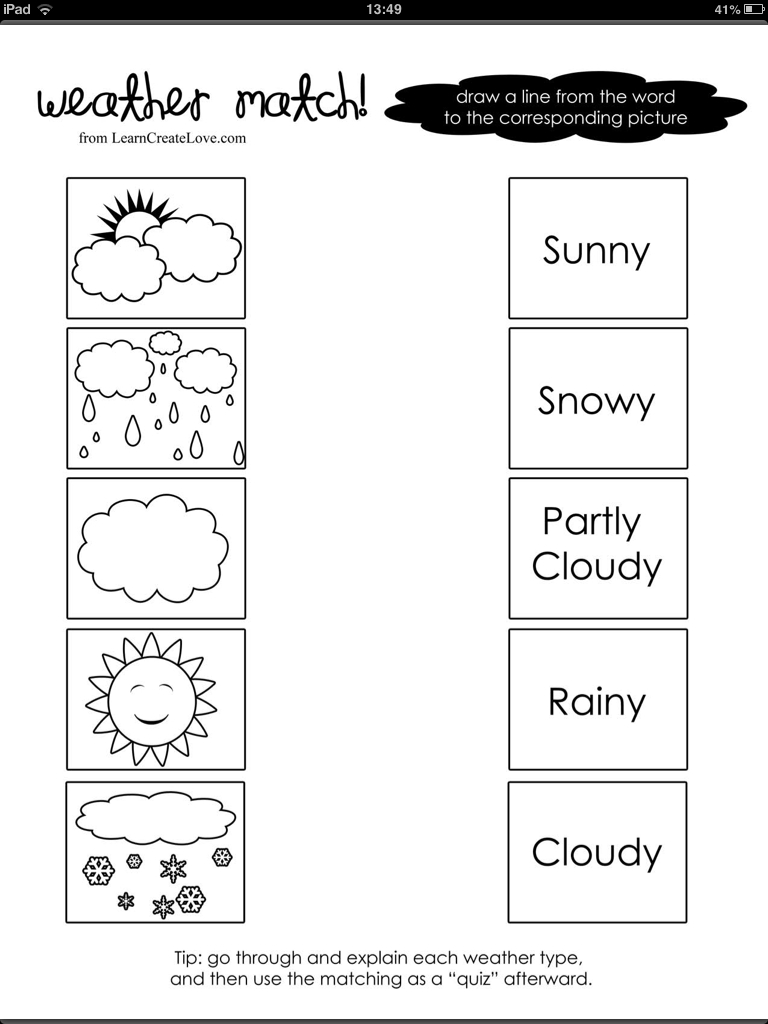 iPad 13:49 41%
weather match!
from LearnCreateLove.com
draw a line from the word
to the corresponding picture
Sunny
Snowy
Partly
Cloudy
Rainy
Cloudy
Tip: go through and explain each weather type,
and then use the matching as a “quiz” afterward.